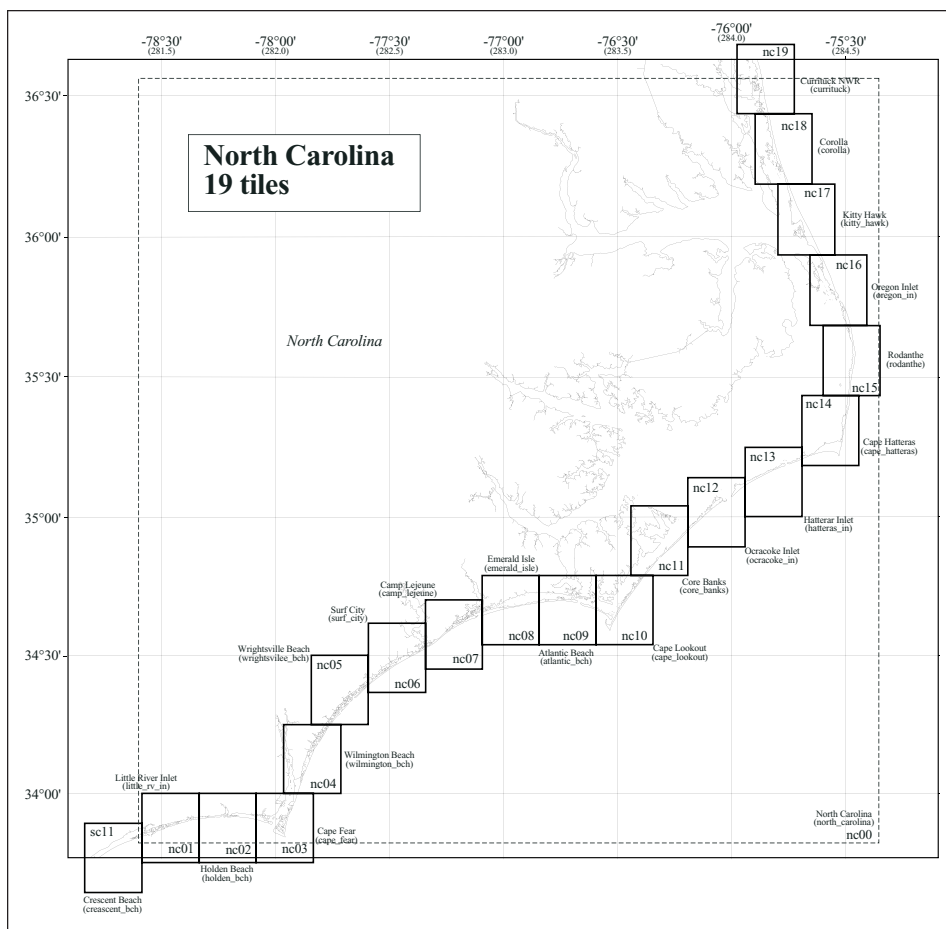 -78°30'
(281.5)
-78°00'
(282.0)
-77°30'
(282.5)
-77°00'
(283.0)
-76°30'
(283.5)
-76°00'
(284.0)
-75°30'
(284.5)
36°30'
36°00'
35°30'
35°00'
34°30'
34°00'
North Carolina
19 tiles
North Carolina
nc19
Currituck NWR
(currituck)
nc18
Corolla
(corolla)
nc17
Kitty Hawk
(kitty_hawk)
nc16
Oregon Inlet
(oregon_in)
Rodanthe
(rodanthe)
nc15
nc14
Cape Hatteras
(cape_hatteras)
nc13
Hatterar Inlet
(hatteras_in)
nc12
Ocracoke Inlet
(ocracoke_in)
nc11
Core Banks
(core_banks)
Emerald Isle
(emerald_isle)
nc08
nc09
nc10
Atlantic Beach
(atlantic_bch)
Cape Lookout
(cape_lookout)
Camp Lejeune
(camp_lejeune)
nc07
Surf City
(surf_city)
nc06
Wrightsville Beach
(wrightsvilee_bch)
nc05
Wilmington Beach
(wilmington_bch)
nc04
Little River Inlet
(little_rv_in)
nc01
nc02
nc03
Cape Fear
(cape_fear)
Holden Beach
(holden_bch)
sc11
Crescent Beach
(creascent_bch)
North Carolina
(north_carolina)
nc00